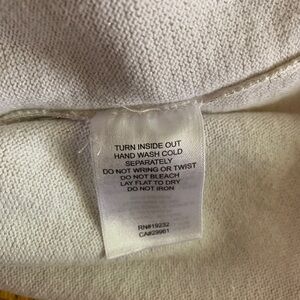 TURN INSIDE OUT
HAND WASH COLD
SEPARATELY
DO NOT WRING OR TWIST
DO NOT BLEACH
LAY FLAT TO DRY
DO NOT IRON
RN#19232
CA#29961